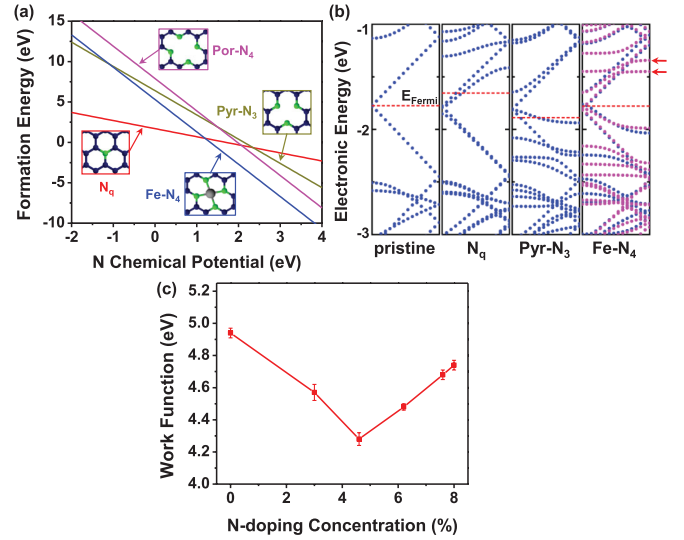 (a)
Formation Energy (eV)
15
10
5
0
-5
-10
-2 -1 0 1 2 3 4
N Chemical Potential (eV)
Por-N4
Pyr-N3
Nq
Fe-N4
(b)
Electronic Energy (eV)
-1
-2
-3
EFermi
pristine
Nq
Pyr-N3
Fe-N4
(c)
Work Function (eV)
5.2
5.0
4.8
4.6
4.4
4.2
4.0
0 2 4 6 8
N-doping Concentration (%)